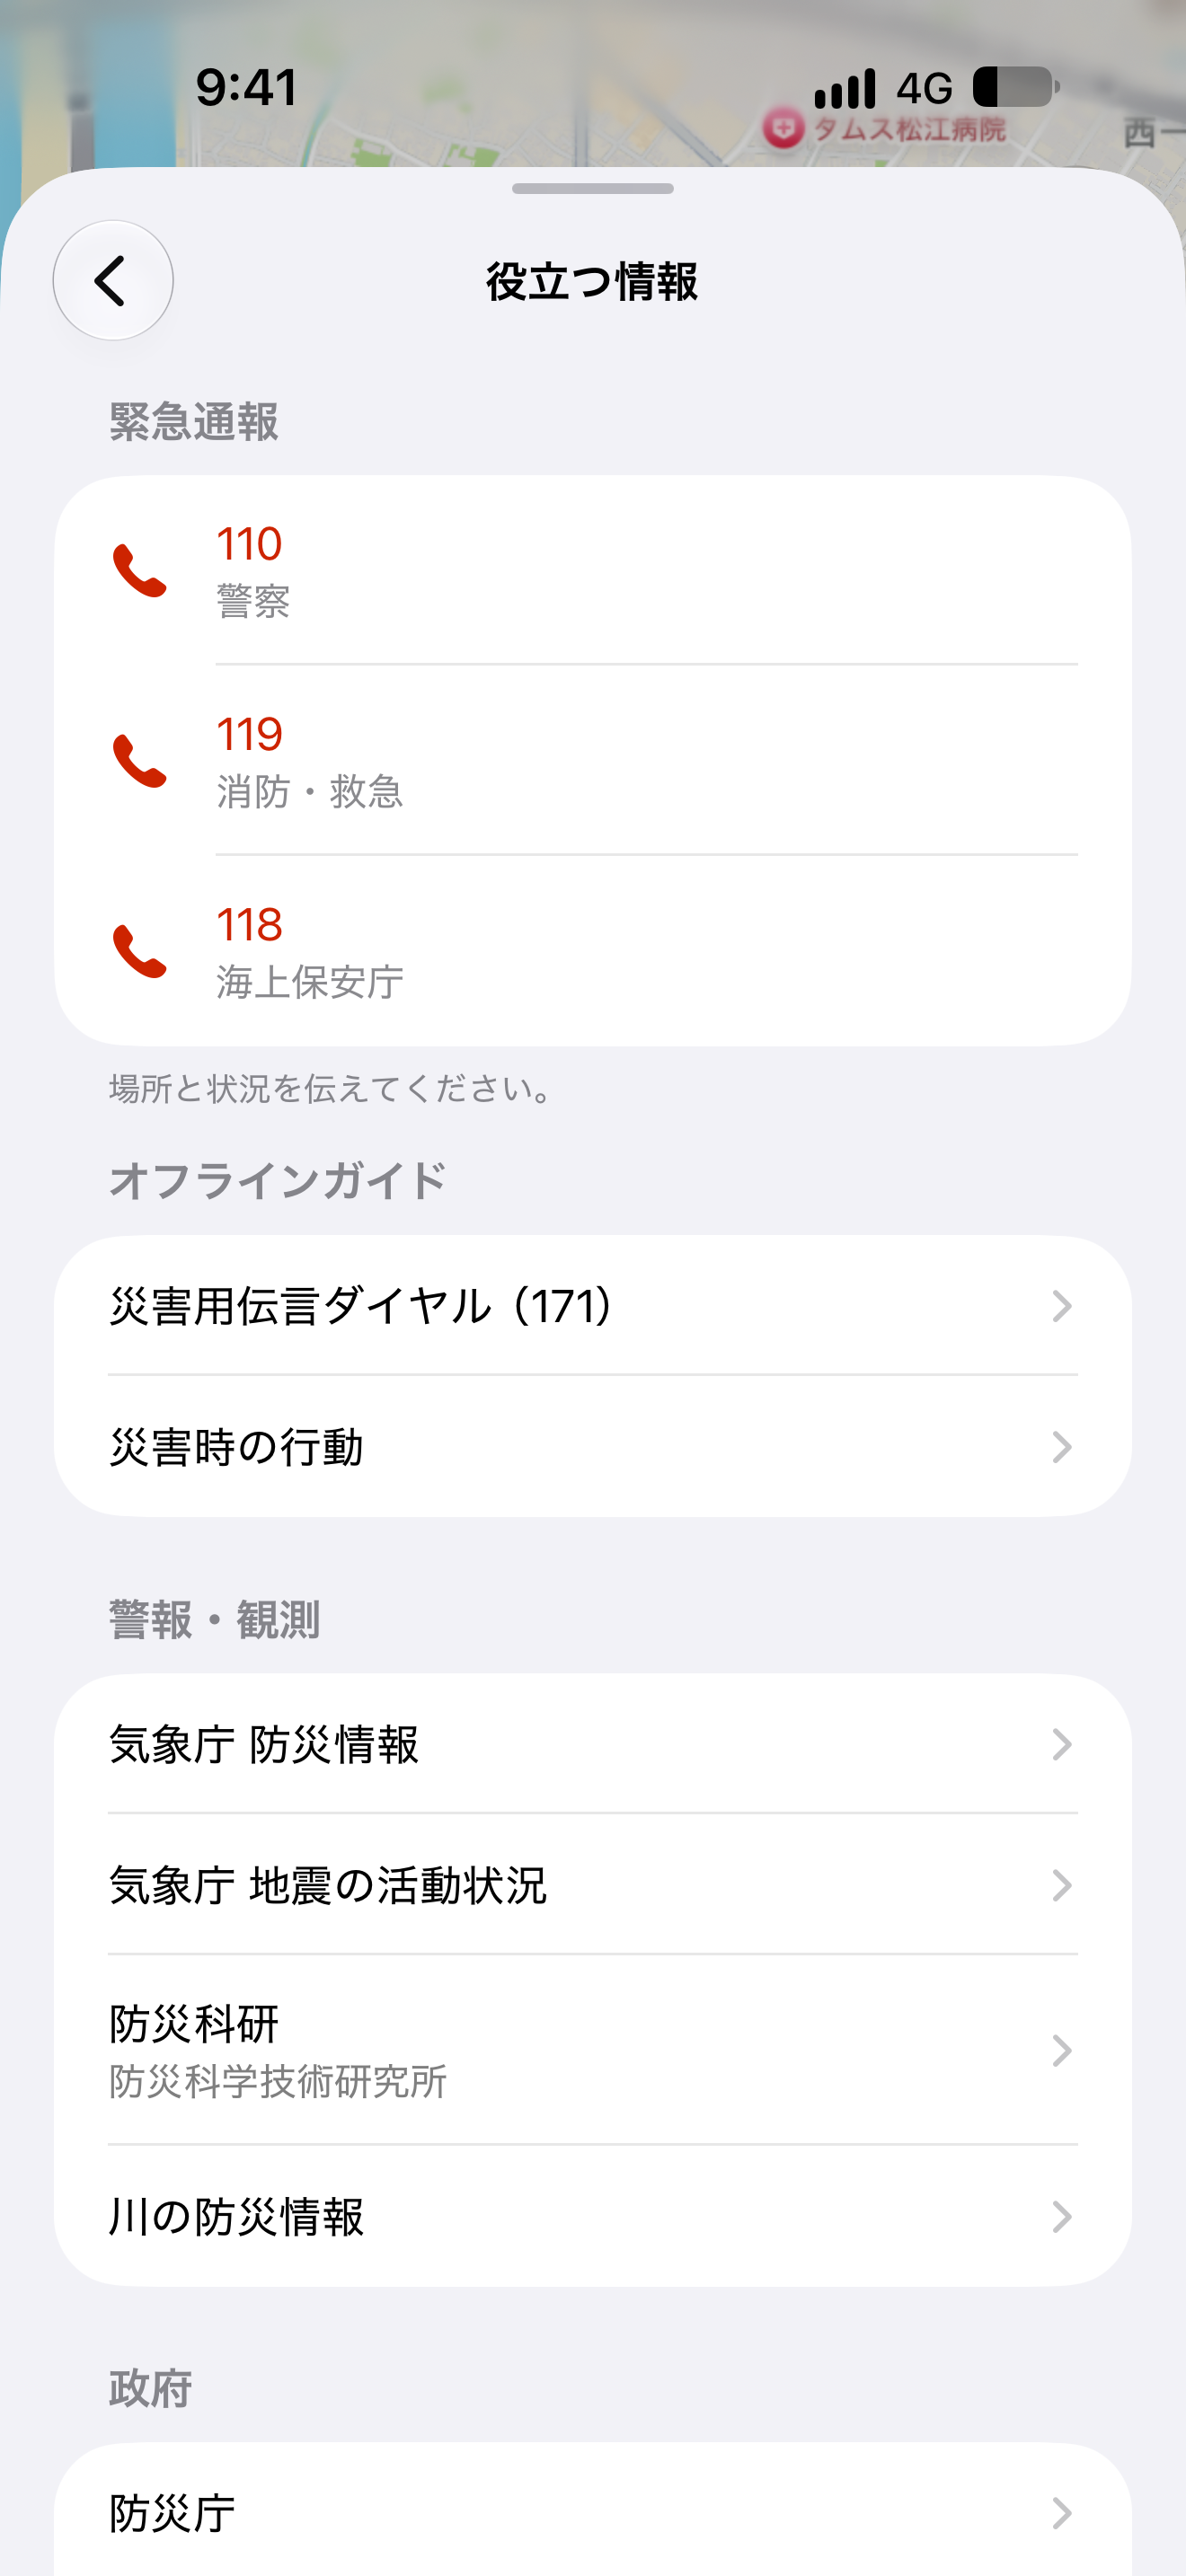 9:41
4G
タムス松江病院
西一
役立つ情報
緊急通報
110
警察
119
消防・救急
118
海上保安庁
場所と状況を伝えてください。
オフラインガイド
災害用伝言ダイヤル（171）
災害時の行動
警報・観測
気象庁 防災情報
気象庁 地震の活動状況
防災科研
防災科学技術研究所
川の防災情報
政府
防災庁